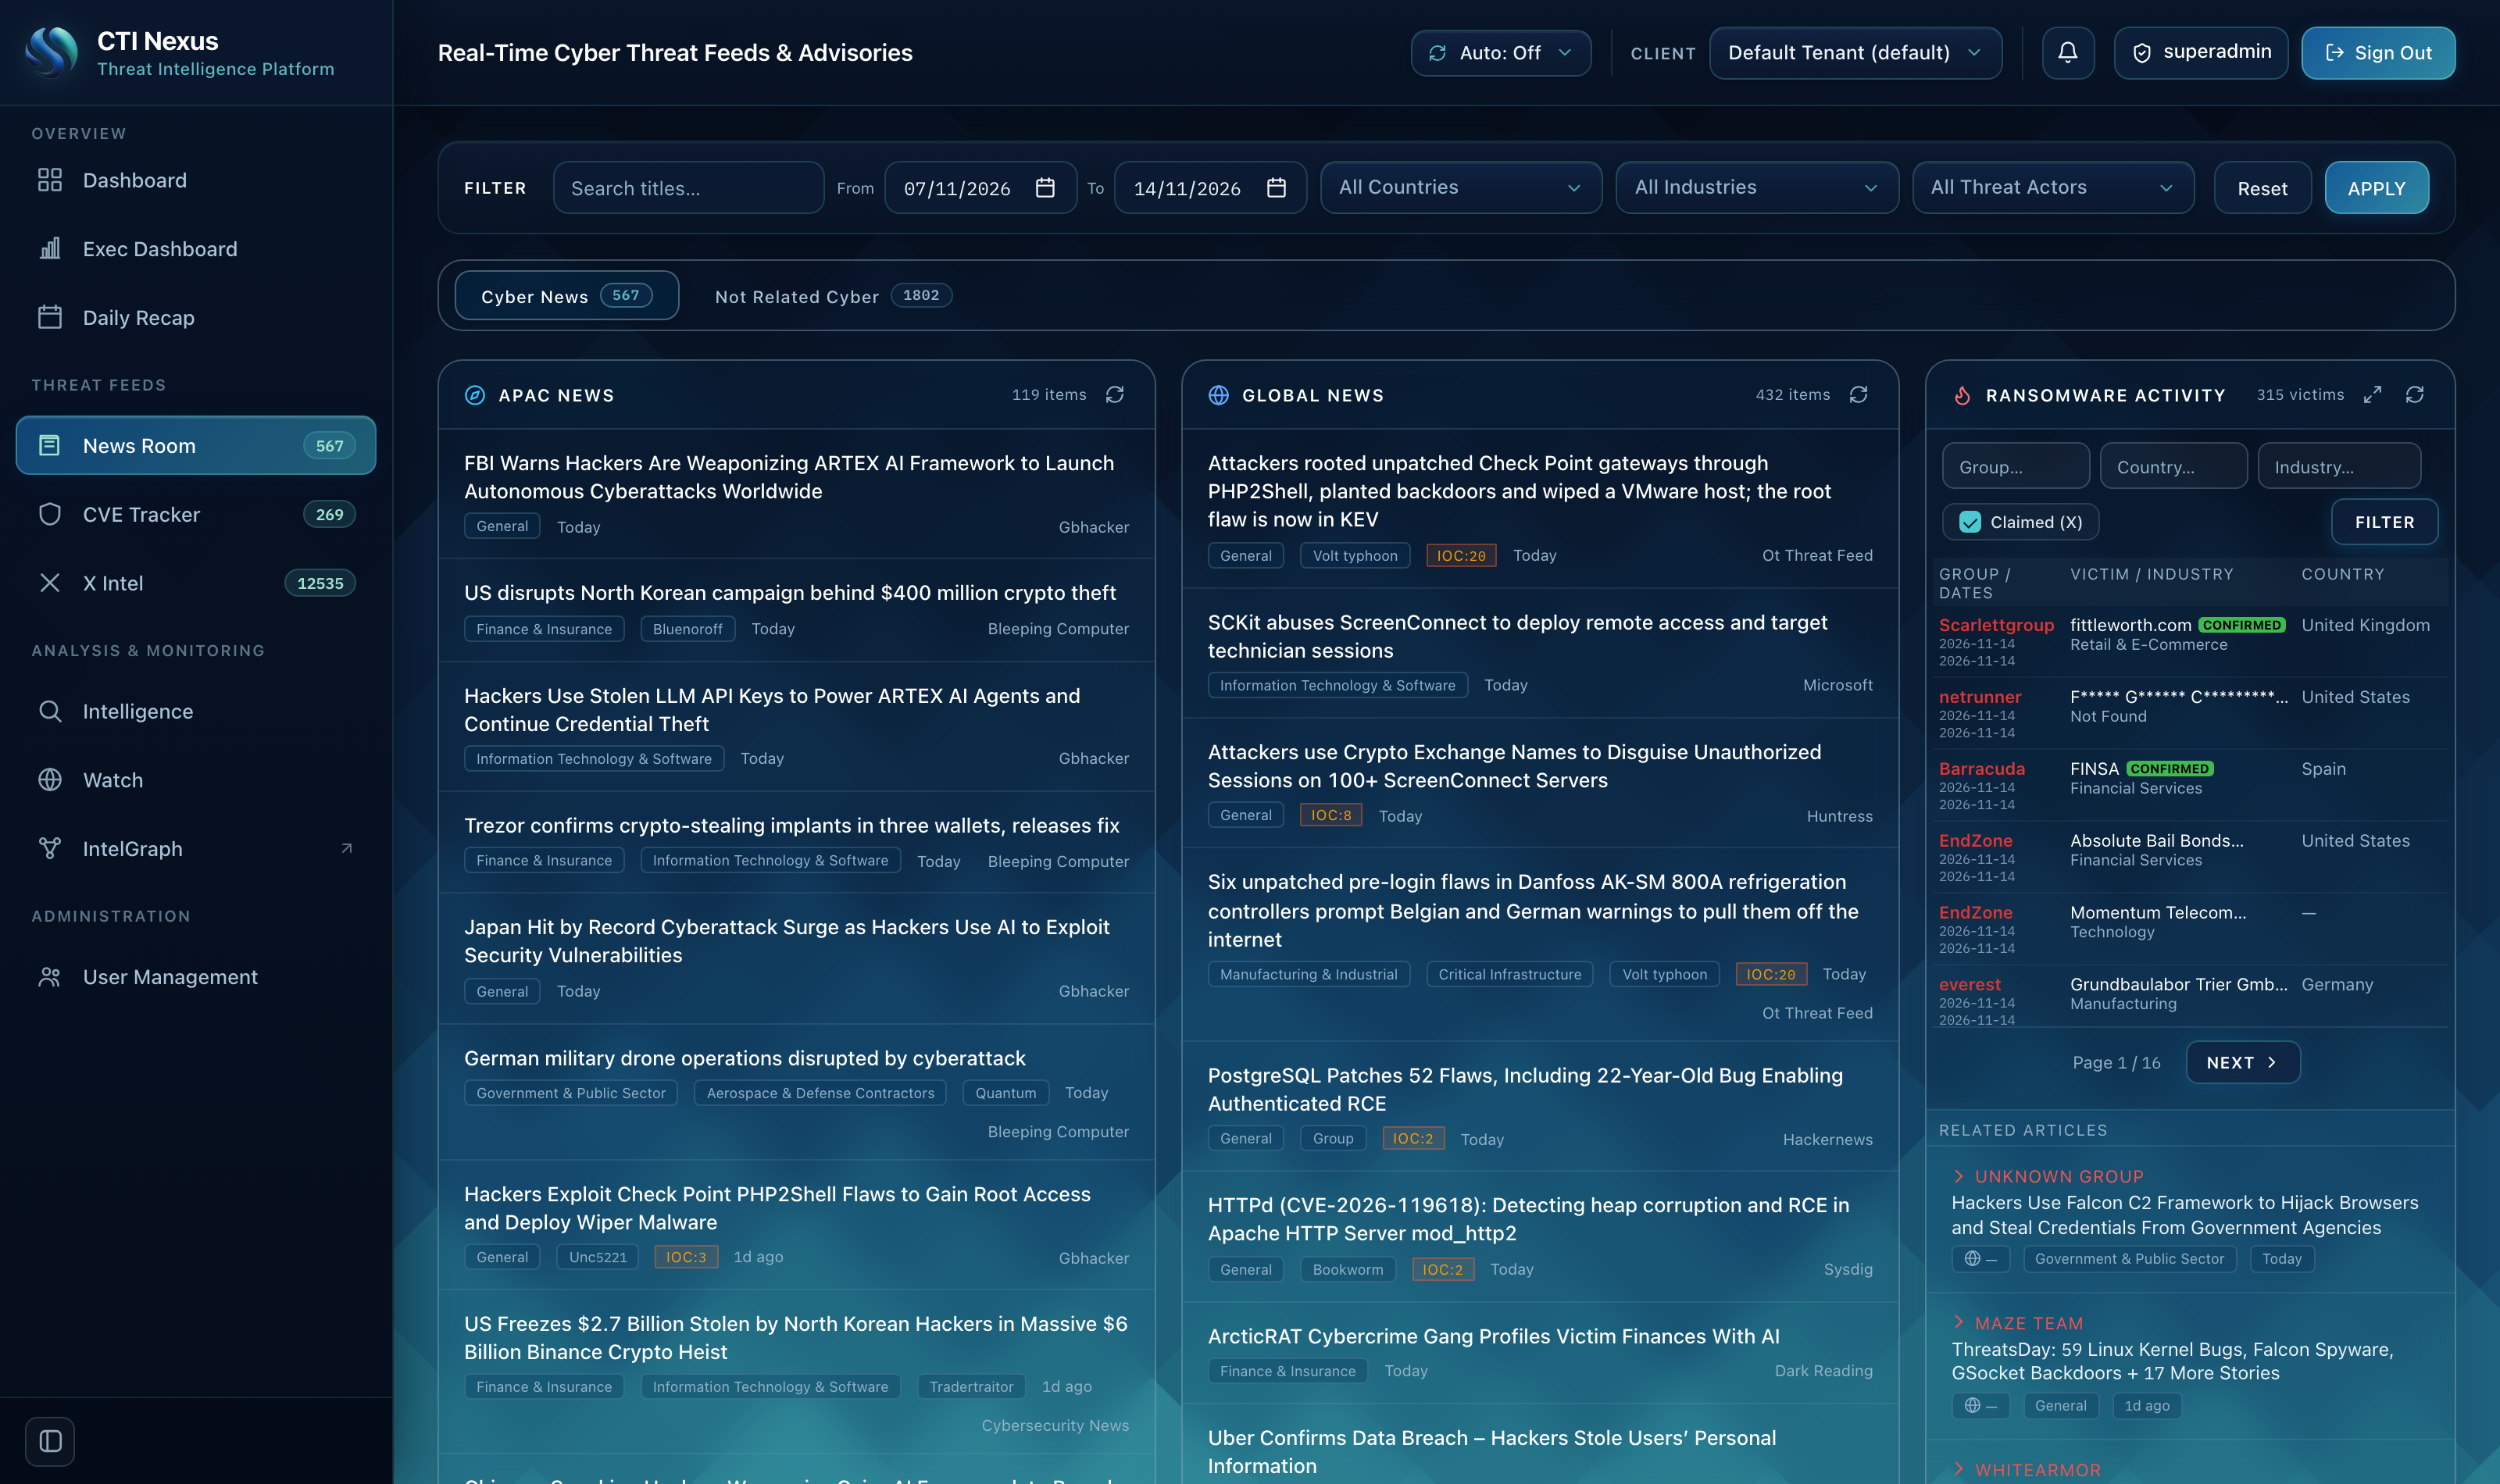 CTI Nexus
Threat Intelligence Platform
OVERVIEW
Dashboard
Exec Dashboard
Daily Recap
THREAT FEEDS
News Room 567
CVE Tracker 269
X Intel 12535
ANALYSIS & MONITORING
Intelligence
Watch
IntelGraph
ADMINISTRATION
User Management
Real-Time Cyber Threat Feeds & Advisories
Auto: Off
CLIENT
Default Tenant (default)
superadmin
Sign Out
FILTER
Search titles...
From
07/11/2026
To
14/11/2026
All Countries
All Industries
All Threat Actors
Reset
APPLY
Cyber News 567
Not Related Cyber 1802
APAC NEWS
119 items
FBI Warns Hackers Are Weaponizing ARTEX AI Framework to Launch
Autonomous Cyberattacks Worldwide
General Today Gbhacker
US disrupts North Korean campaign behind $400 million crypto theft
Finance & Insurance Bluenoroff Today Bleeping Computer
Hackers Use Stolen LLM API Keys to Power ARTEX AI Agents and
Continue Credential Theft
Information Technology & Software Today Gbhacker
Trezor confirms crypto-stealing implants in three wallets, releases fix
Finance & Insurance Information Technology & Software Today Bleeping Computer
Japan Hit by Record Cyberattack Surge as Hackers Use AI to Exploit
Security Vulnerabilities
General Today Gbhacker
German military drone operations disrupted by cyberattack
Government & Public Sector Aerospace & Defense Contractors Quantum Today
Bleeping Computer
Hackers Exploit Check Point PHP2Shell Flaws to Gain Root Access
and Deploy Wiper Malware
General Unc5221 IOC:3 1d ago Gbhacker
US Freezes $2.7 Billion Stolen by North Korean Hackers in Massive $6
Billion Binance Crypto Heist
Finance & Insurance Information Technology & Software Tradertraitor 1d ago
Cybersecurity News
GLOBAL NEWS
432 items
Attackers rooted unpatched Check Point gateways through
PHP2Shell, planted backdoors and wiped a VMware host; the root
flaw is now in KEV
General Volt typhoon IOC:20 Today Ot Threat Feed
SCKit abuses ScreenConnect to deploy remote access and target
technician sessions
Information Technology & Software Today Microsoft
Attackers use Crypto Exchange Names to Disguise Unauthorized
Sessions on 100+ ScreenConnect Servers
General IOC:8 Today Huntress
Six unpatched pre-login flaws in Danfoss AK-SM 800A refrigeration
controllers prompt Belgian and German warnings to pull them off the
internet
Manufacturing & Industrial Critical Infrastructure Volt typhoon IOC:20 Today
Ot Threat Feed
PostgreSQL Patches 52 Flaws, Including 22-Year-Old Bug Enabling
Authenticated RCE
General Group IOC:2 Today Hackernews
HTTPd (CVE-2026-119618): Detecting heap corruption and RCE in
Apache HTTP Server mod_http2
General Bookworm IOC:2 Today Sysdig
ArcticRAT Cybercrime Gang Profiles Victim Finances With AI
Finance & Insurance Today Dark Reading
Uber Confirms Data Breach – Hackers Stole Users’ Personal
Information
RANSOMWARE ACTIVITY
315 victims
Group...
Country...
Industry...
Claimed (X)
FILTER
GROUP / DATES
VICTIM / INDUSTRY
COUNTRY
Scarlettgroup fittleworth.com CONFIRMED United Kingdom
2026-11-14 Retail & E-Commerce
2026-11-14
netrunner F***** G****** C*********... United States
2026-11-14 Not Found
2026-11-14
Barracuda FINSA CONFIRMED Spain
2026-11-14 Financial Services
2026-11-14
EndZone Absolute Bail Bonds... United States
2026-11-14 Financial Services
2026-11-14
EndZone Momentum Telecom... —
2026-11-14 Technology
2026-11-14
everest Grundbaulabor Trier Gmb... Germany
2026-11-14 Manufacturing
2026-11-14
Page 1 / 16
NEXT
RELATED ARTICLES
UNKNOWN GROUP
Hackers Use Falcon C2 Framework to Hijack Browsers
and Steal Credentials From Government Agencies
— Government & Public Sector Today
MAZE TEAM
ThreatsDay: 59 Linux Kernel Bugs, Falcon Spyware,
GSocket Backdoors + 17 More Stories
— General 1d ago
WHITEARMOR